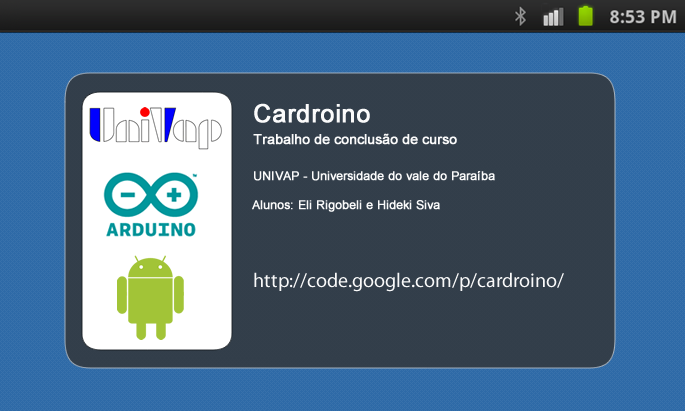 8:53 PM
UniVap
ARDUINO
TM
Cardroino
Trabalho de conclusão de curso
UNIVAP - Universidade do vale do Paraíba
Alunos: Eli Rigobeli e Hideki Siva
http://code.google.com/p/cardroino/